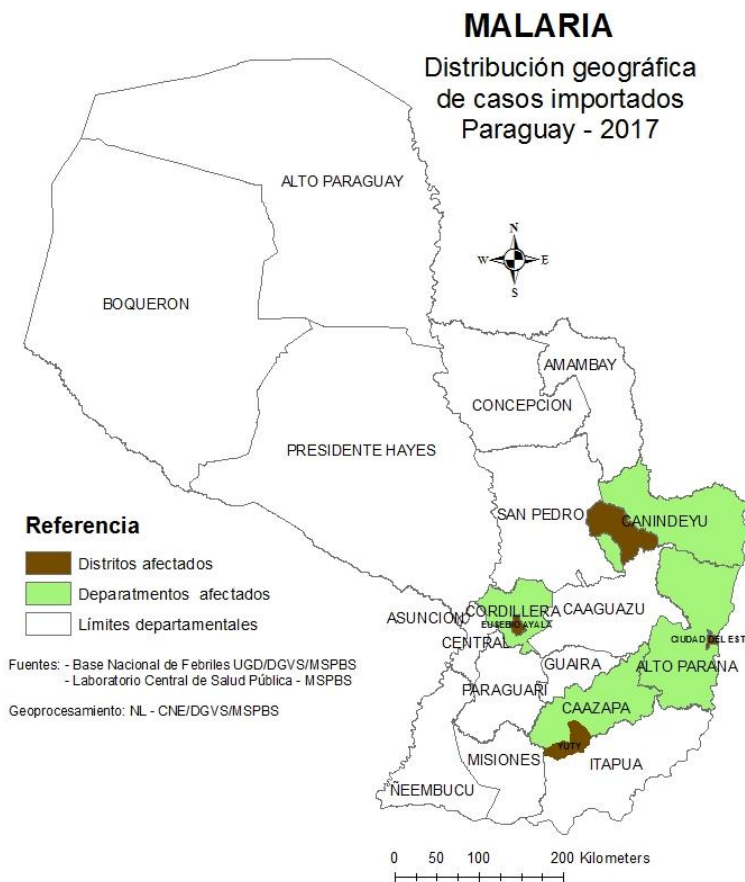 MALARIA
Distribución geográfica
de casos importados
Paraguay - 2017
ALTO PARAGUAY
N
W
E
S
BOQUERON
AMAMBAY
CONCEPCION
PRESIDENTE HAYES
SAN PEDRO
CANINDEYU
Referencia
Distritos afectados
Deparatmentos afectados
Límites departamentales
ASUNCION
CORDILLERA
CAAGUAZU
EUSEBIO AYALA
CENTRAL
CIUDAD DEL EST
GUAIRA
ALTO PARANA
PARAGUARI
CAAZAPA
YUTY
MISIONES
ITAPUA
ÑEEMBUCU
Fuentes: - Base Nacional de Febriles UGD/DGVS/MSPBS
- Laboratorio Central de Salud Pública - MSPBS
Geoprocesamiento: NL - CNE/DGVS/MSPBS
0 50 100 200 Kilometers